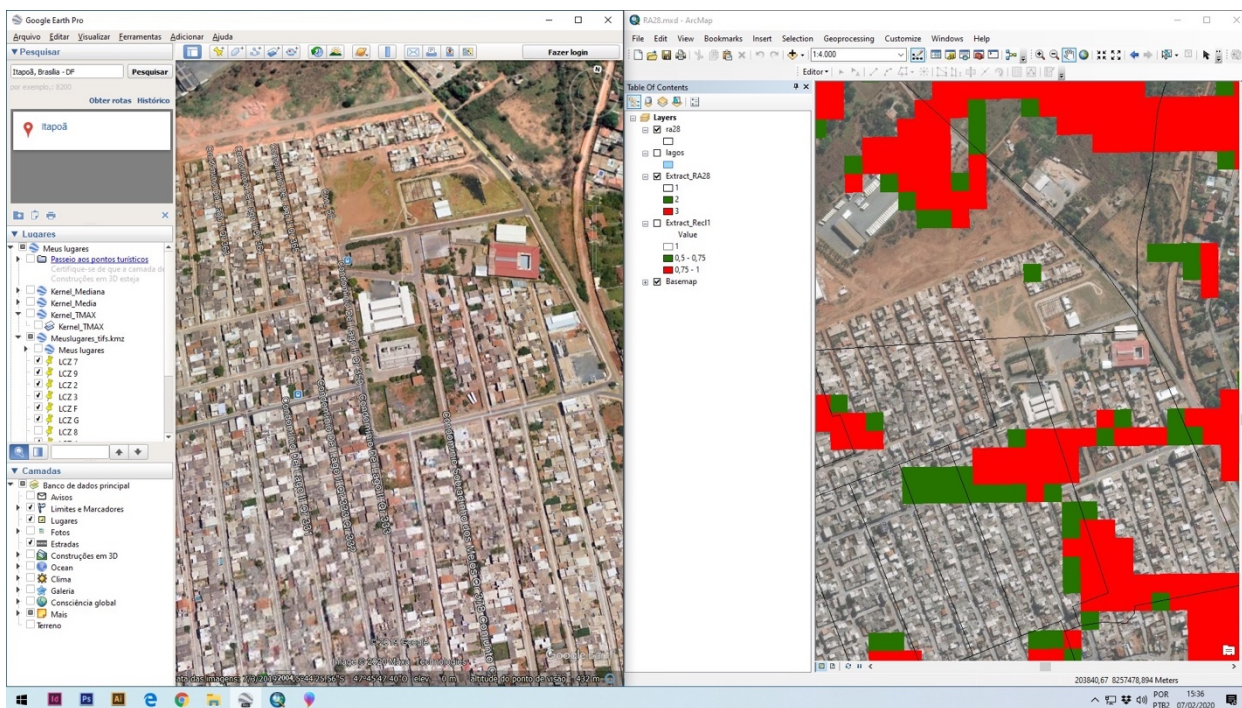 Google Earth Pro
Arquivo Editar Visualizar Ferramentas Adicionar Ajuda
Pesquisar
Itapoã, Brasília - DF
Pesquisar
por exemplo,: 8200
Obter rotas Histórico
Itapoã
Lugares
Meus lugares
Passeio aos pontos turísticos
Certifique-se de que a camada de
Construções em 3D esteja
Kernel_Mediana
Kernel_Media
Kernel_TMAX
Kernel_TMAX
Meuslugares_tifs.kmz
Meus lugares
LCZ 7
LCZ 9
LCZ 2
LCZ 3
LCZ F
LCZ G
LCZ 8
Camadas
Banco de dados principal
Avisos
Limites e Marcadores
Lugares
Fotos
Estradas
Construções em 3D
Ocean
Clima
Galeria
Consciência global
Mais
Terreno
Fazer login
RA28.mxd - ArcMap
File Edit View Bookmarks Insert Selection Geoprocessing Customize Windows Help
1:4.000
Editor
Table Of Contents
Layers
ra28
lagos
Extract_RA28
1
2
3
Extract_Recl1
Value
1
0,5 - 0,75
0,75 - 1
Basemap
203840,67 8257478,894 Meters
Id Ps Ai
POR
PTB2
15:36
07/02/2020